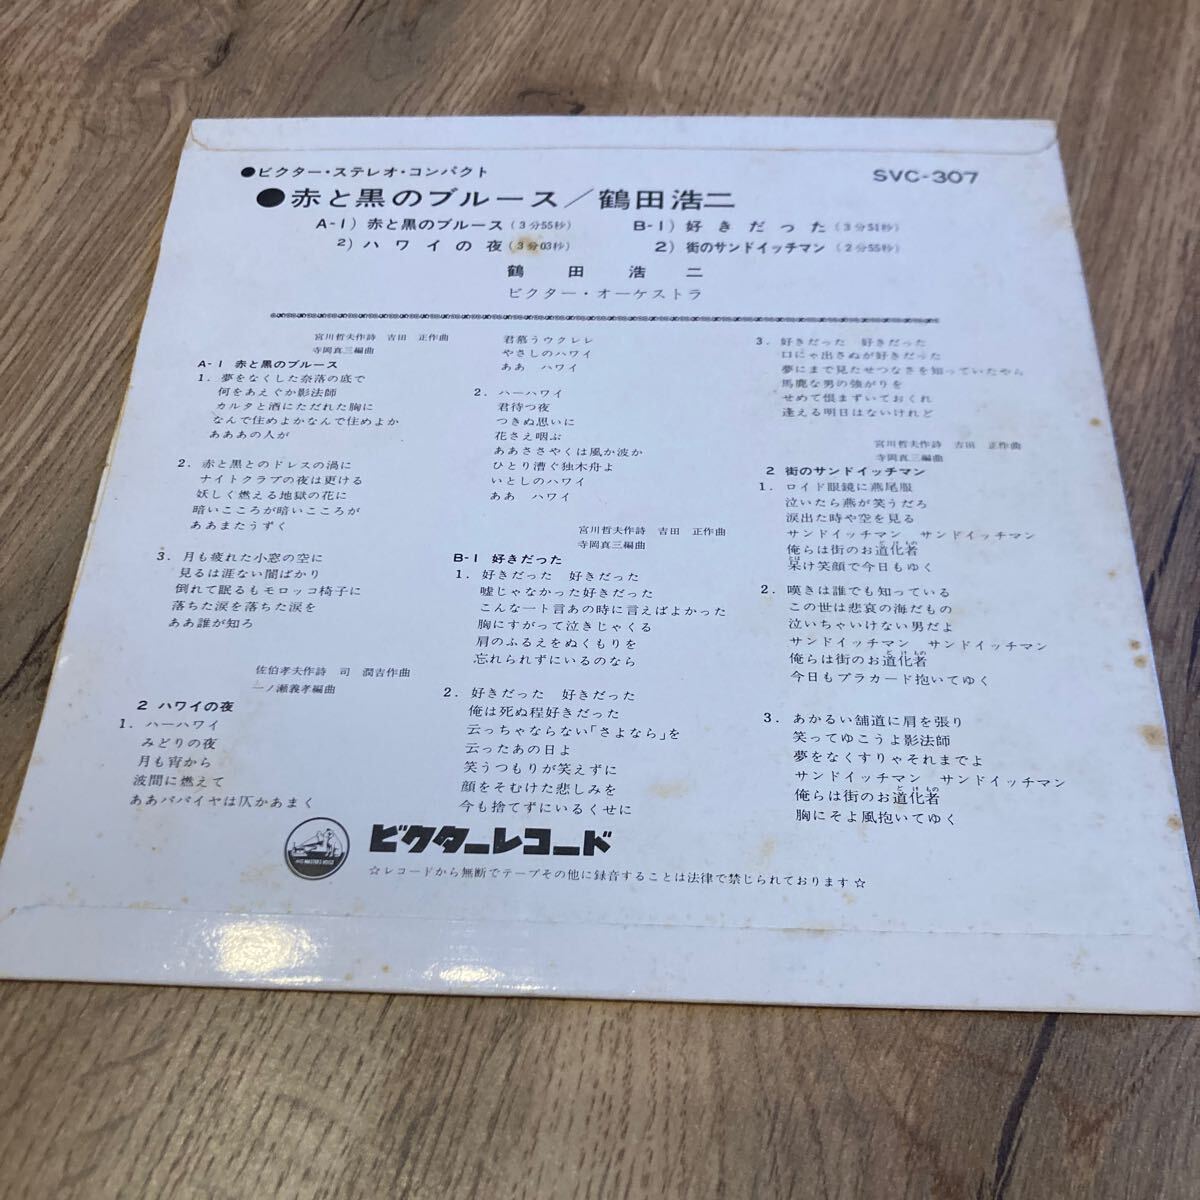 ●ビクター・ステレオ・コンパクト
SVC-307
●赤と黒のブルース／鶴田浩二
A-1）赤と黒のブルース（3分55秒）
2）ハワイの夜（3分03秒）
B-1）好きだった（3分51秒）
2）街のサンドイッチマン（2分55秒）
鶴田浩二
ビクター・オーケストラ
宮川哲夫作詩 吉田 正作曲
寺岡真三編曲
A-1 赤と黒のブルース
1．夢をなくした奈落の底で
何をあえぐか影法師
カルタと酒にただれた胸に
なんで住めよかなんで住めよか
あああの人が
2．赤と黒とのドレスの渦に
ナイトクラブの夜は更ける
妖しく燃える地獄の花に
暗いこころが暗いこころが
ああまたうずく
3．月も疲れた小窓の空に
見るは涯ない闇ばかり
倒れて眠るもモロッコ椅子に
落ちた涙を落ちた涙を
ああ誰が知ろ
佐伯孝夫作詩 司 潤吉作曲
一ノ瀬義孝編曲
2 ハワイの夜
1．ハーハワイ
みどりの夜
月も宵から
波間に燃えて
ああパパイヤは仄かあまく
君慕うウクレレ
やさしのハワイ
ああ ハワイ
2．ハーハワイ
君待つ夜
つきぬ思いに
花さえ咽ぶ
ああささやくは風か波か
ひとり漕ぐ独木舟よ
いとしのハワイ
ああ ハワイ
宮川哲夫作詩 吉田 正作曲
寺岡真三編曲
B-1 好きだった
1．好きだった 好きだった
嘘じゃなかった好きだった
こんな一ト言あの時に言えばよかった
胸にすがって泣きじゃくる
肩のふるえをぬくもりを
忘れられずにいるのなら
2．好きだった 好きだった
俺は死ぬ程好きだった
云っちゃならない「さよなら」を
云ったあの日よ
笑うつもりが笑えずに
顔をそむけた悲しみを
今も捨てずにいるくせに
3．好きだった 好きだった
口にゃ出さぬが好きだった
夢にまで見たせつなさを知っていたやら
馬鹿な男の強がりを
せめて恨まずいておくれ
逢える明日はないけれど
宮川哲夫作詩 吉田 正作曲
寺岡真三編曲
2 街のサンドイッチマン
1．ロイド眼鏡に燕尾服
泣いたら燕が笑うだろ
涙出た時や空を見る
サンドイッチマン サンドイッチマン
俺らは街のお道化者
呆け笑顔で今日もゆく
2．嘆きは誰でも知っている
この世は悲哀の海だもの
泣いちゃいけない男だよ
サンドイッチマン サンドイッチマン
俺らは街のお道化者
今日もプラカード抱いてゆく
3．あかるい舗道に肩を張り
笑ってゆこうよ影法師
夢をなくすりゃそれまでよ
サンドイッチマン サンドイッチマン
俺らは街のお道化者
胸にそよ風抱いてゆく
HIS MASTER'S VOICE
ビクターレコード
☆レコードから無断でテープその他に録音することは法律で禁じられております☆